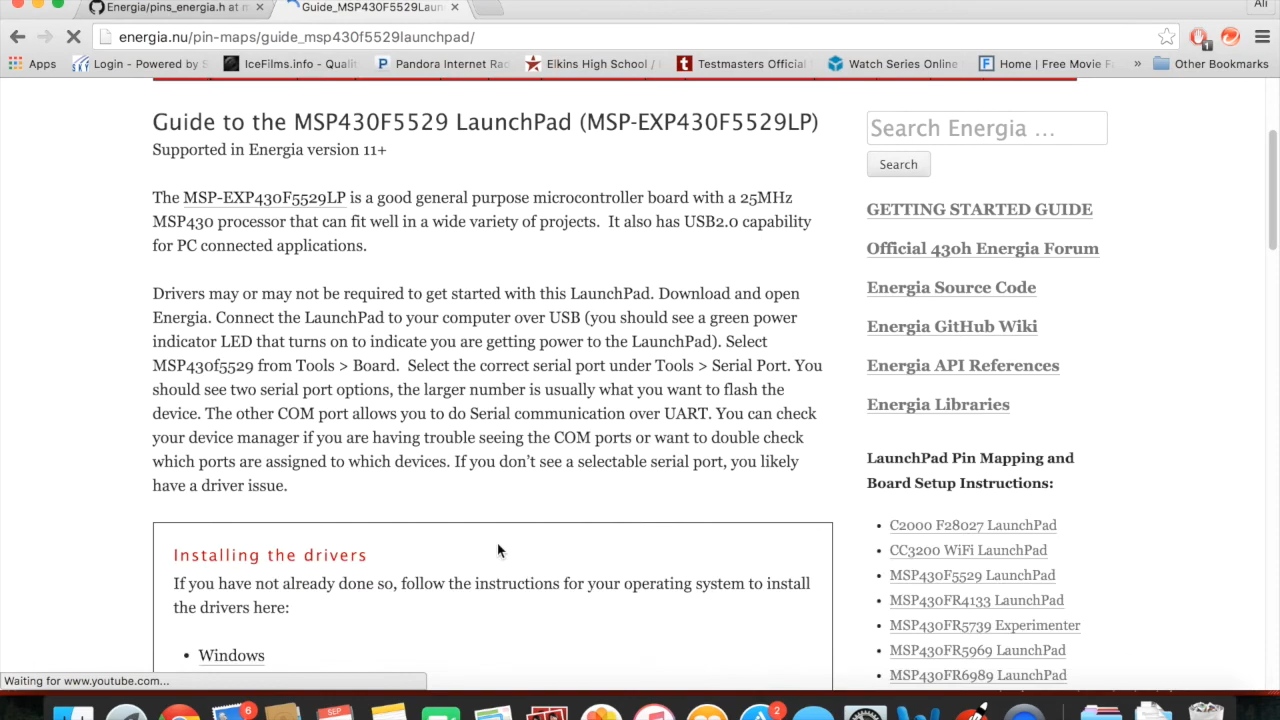 Energia/pins_energia.h at m
Guide_MSP430F5529Laun
Ali
energia.nu/pin-maps/guide_msp430f5529launchpad/
1
Apps
Login - Powered by S
IceFilms.info - Qualit
Pandora Internet Rad
Elkins High School /
Testmasters Official
Watch Series Online
Home | Free Movie F
»
Other Bookmarks
Guide to the MSP430F5529 LaunchPad (MSP-EXP430F5529LP)
Supported in Energia version 11+
The MSP-EXP430F5529LP is a good general purpose microcontroller board with a 25MHz
MSP430 processor that can fit well in a wide variety of projects.  It also has USB2.0 capability
for PC connected applications.
Drivers may or may not be required to get started with this LaunchPad. Download and open
Energia. Connect the LaunchPad to your computer over USB (you should see a green power
indicator LED that turns on to indicate you are getting power to the LaunchPad). Select
MSP430f5529 from Tools > Board.  Select the correct serial port under Tools > Serial Port. You
should see two serial port options, the larger number is usually what you want to flash the
device. The other COM port allows you to do Serial communication over UART. You can check
your device manager if you are having trouble seeing the COM ports or want to double check
which ports are assigned to which devices. If you don't see a selectable serial port, you likely
have a driver issue.
Installing the drivers
If you have not already done so, follow the instructions for your operating system to install
the drivers here:
• Windows
Search Energia ...
Search
GETTING STARTED GUIDE
Official 43oh Energia Forum
Energia Source Code
Energia GitHub Wiki
Energia API References
Energia Libraries
LaunchPad Pin Mapping and
Board Setup Instructions:
• C2000 F28027 LaunchPad
• CC3200 WiFi LaunchPad
• MSP430F5529 LaunchPad
• MSP430FR4133 LaunchPad
• MSP430FR5739 Experimenter
• MSP430FR5969 LaunchPad
• MSP430FR6989 LaunchPad
Waiting for www.youtube.com...
6
SEP
2